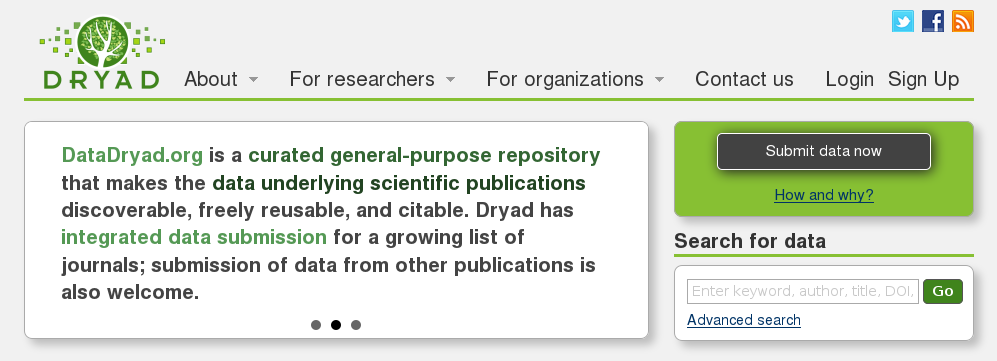 DRYAD
About For researchers For organizations Contact us Login Sign Up
DataDryad.org is a curated general-purpose repository
that makes the data underlying scientific publications
discoverable, freely reusable, and citable. Dryad has
integrated data submission for a growing list of
journals; submission of data from other publications is
also welcome.
Submit data now
How and why?
Search for data
Enter keyword, author, title, DOI,
Go
Advanced search